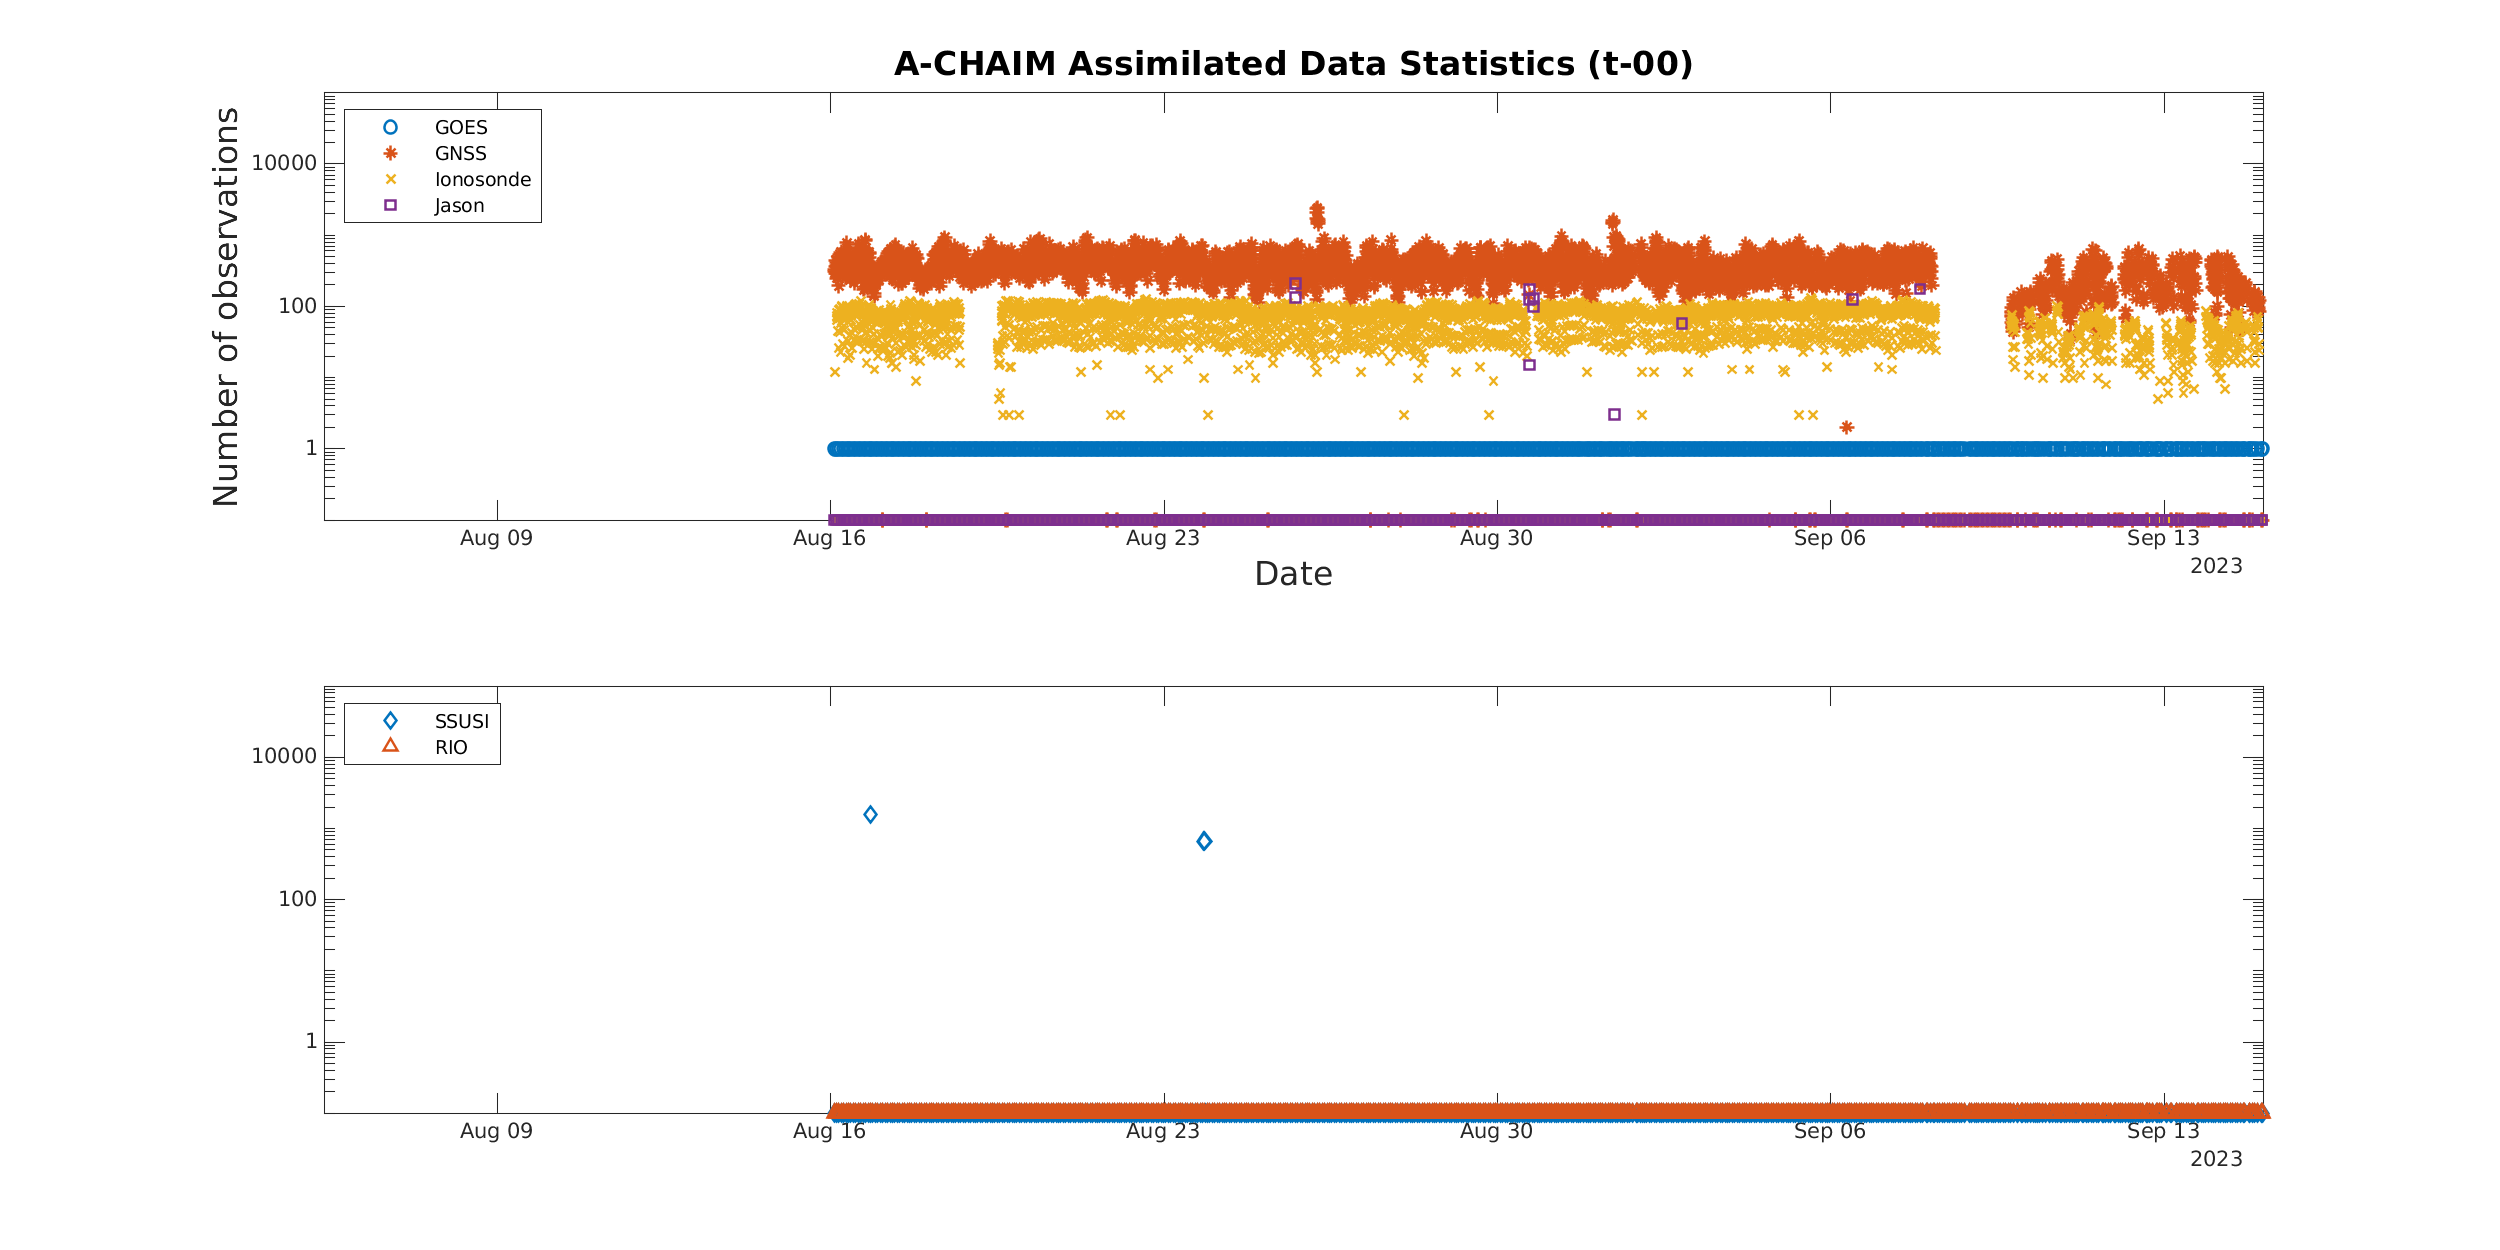 A-CHAIM Assimilated Data Statistics (t-00)
Number of observations
GOES
GNSS
Ionosonde
Jason
10000
100
1
Aug 09 Aug 16 Aug 23 Aug 30 Sep 06 Sep 13
2023
Date
SSUSI
RIO
10000
100
1
Aug 09 Aug 16 Aug 23 Aug 30 Sep 06 Sep 13
2023